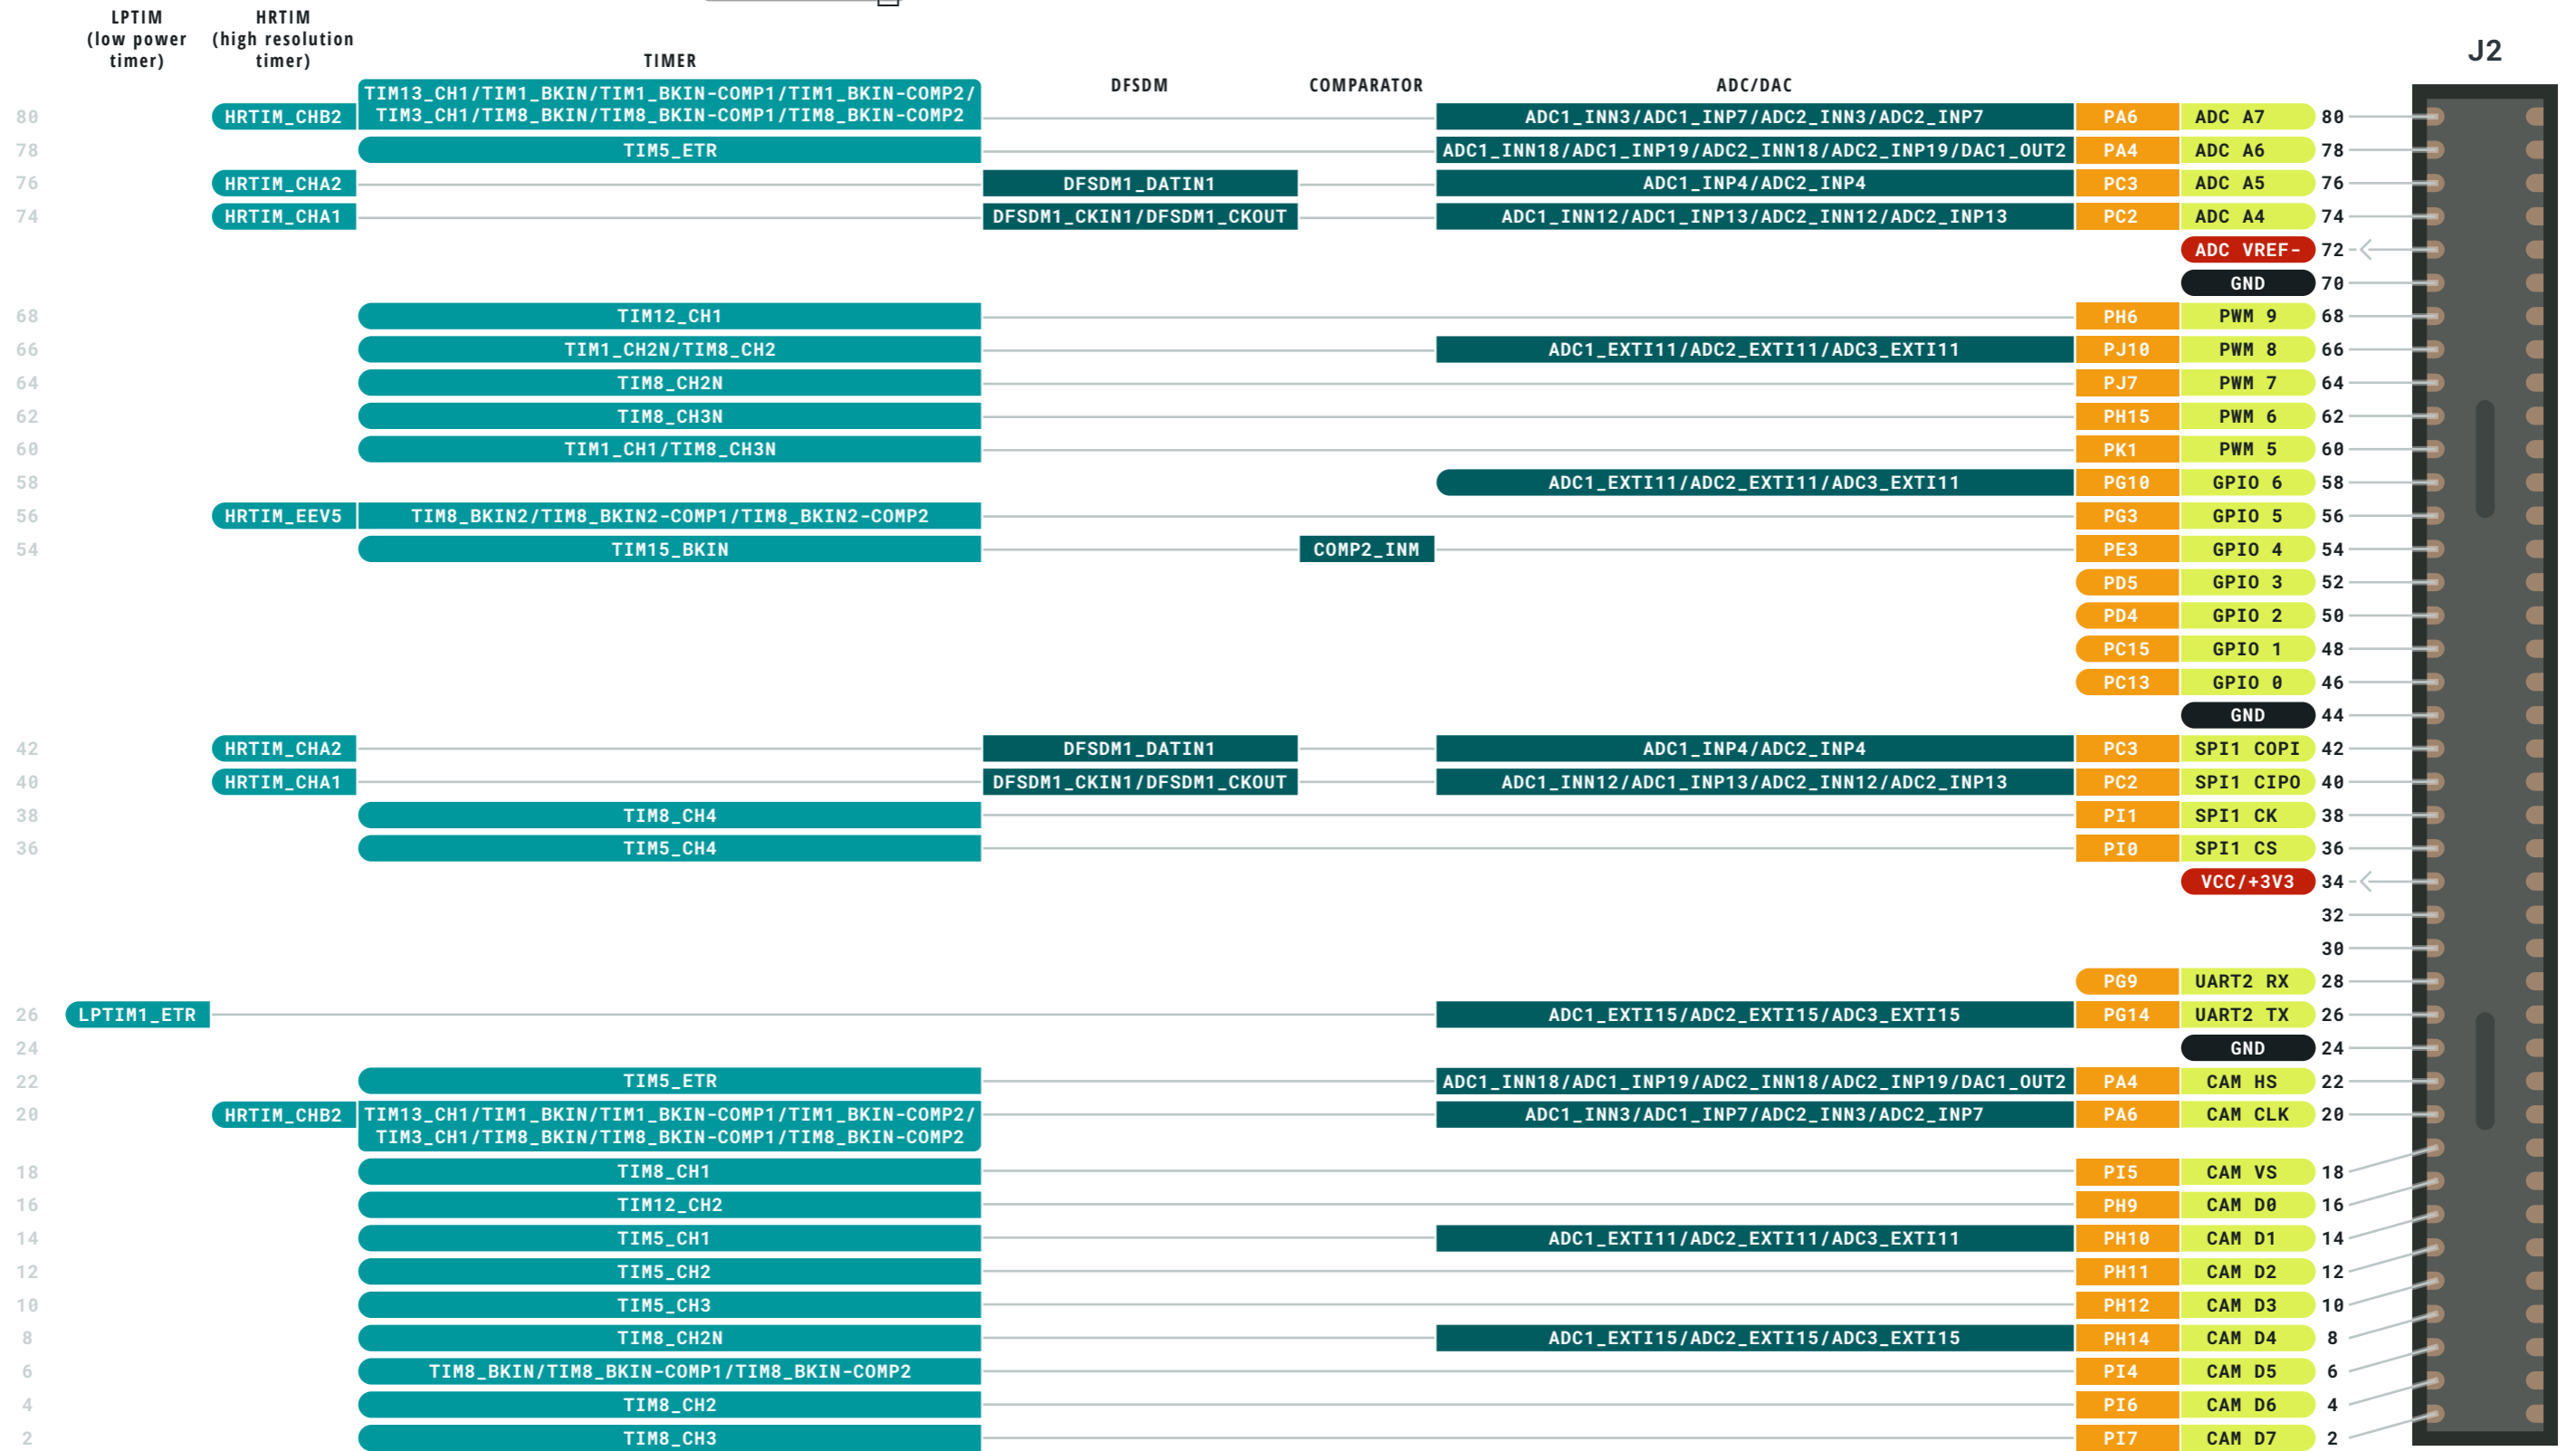 LPTIM
(low power
timer)
HRTIM
(high resolution
timer)
TIMER
DFSDM
COMPARATOR
ADC/DAC
J2
80 HRTIM_CHB2 TIM13_CH1/TIM1_BKIN/TIM1_BKIN-COMP1/TIM1_BKIN-COMP2/
TIM3_CH1/TIM8_BKIN/TIM8_BKIN-COMP1/TIM8_BKIN-COMP2 ADC1_INN3/ADC1_INP7/ADC2_INN3/ADC2_INP7 PA6 ADC A7 80
78 TIM5_ETR ADC1_INN18/ADC1_INP19/ADC2_INN18/ADC2_INP19/DAC1_OUT2 PA4 ADC A6 78
76 HRTIM_CHA2 DFSDM1_DATIN1 ADC1_INP4/ADC2_INP4 PC3 ADC A5 76
74 HRTIM_CHA1 DFSDM1_CKIN1/DFSDM1_CKOUT ADC1_INN12/ADC1_INP13/ADC2_INN12/ADC2_INP13 PC2 ADC A4 74
ADC VREF- 72
GND 70
68 TIM12_CH1 PH6 PWM 9 68
66 TIM1_CH2N/TIM8_CH2 ADC1_EXTI11/ADC2_EXTI11/ADC3_EXTI11 PJ10 PWM 8 66
64 TIM8_CH2N PJ7 PWM 7 64
62 TIM8_CH3N PH15 PWM 6 62
60 TIM1_CH1/TIM8_CH3N PK1 PWM 5 60
58 ADC1_EXTI11/ADC2_EXTI11/ADC3_EXTI11 PG10 GPIO 6 58
56 HRTIM_EEV5 TIM8_BKIN2/TIM8_BKIN2-COMP1/TIM8_BKIN2-COMP2 PG3 GPIO 5 56
54 TIM15_BKIN COMP2_INM PE3 GPIO 4 54
PD5 GPIO 3 52
PD4 GPIO 2 50
PC15 GPIO 1 48
PC13 GPIO 0 46
GND 44
42 HRTIM_CHA2 DFSDM1_DATIN1 ADC1_INP4/ADC2_INP4 PC3 SPI1 COPI 42
40 HRTIM_CHA1 DFSDM1_CKIN1/DFSDM1_CKOUT ADC1_INN12/ADC1_INP13/ADC2_INN12/ADC2_INP13 PC2 SPI1 CIPO 40
38 TIM8_CH4 PI1 SPI1 CK 38
36 TIM5_CH4 PI0 SPI1 CS 36
VCC/+3V3 34
32
30
PG9 UART2 RX 28
26 LPTIM1_ETR ADC1_EXTI15/ADC2_EXTI15/ADC3_EXTI15 PG14 UART2 TX 26
24 GND 24
22 TIM5_ETR ADC1_INN18/ADC1_INP19/ADC2_INN18/ADC2_INP19/DAC1_OUT2 PA4 CAM HS 22
20 HRTIM_CHB2 TIM13_CH1/TIM1_BKIN/TIM1_BKIN-COMP1/TIM1_BKIN-COMP2/ ADC1_INN3/ADC1_INP7/ADC2_INN3/ADC2_INP7 PA6 CAM CLK 20
TIM3_CH1/TIM8_BKIN/TIM8_BKIN-COMP1/TIM8_BKIN-COMP2
18 TIM8_CH1 PI5 CAM VS 18
16 TIM12_CH2 PH9 CAM D0 16
14 TIM5_CH1 ADC1_EXTI11/ADC2_EXTI11/ADC3_EXTI11 PH10 CAM D1 14
12 TIM5_CH2 PH11 CAM D2 12
10 TIM5_CH3 PH12 CAM D3 10
8 TIM8_CH2N ADC1_EXTI15/ADC2_EXTI15/ADC3_EXTI15 PH14 CAM D4 8
6 TIM8_BKIN/TIM8_BKIN-COMP1/TIM8_BKIN-COMP2 PI4 CAM D5 6
4 TIM8_CH2 PI6 CAM D6 4
2 TIM8_CH3 PI7 CAM D7 2